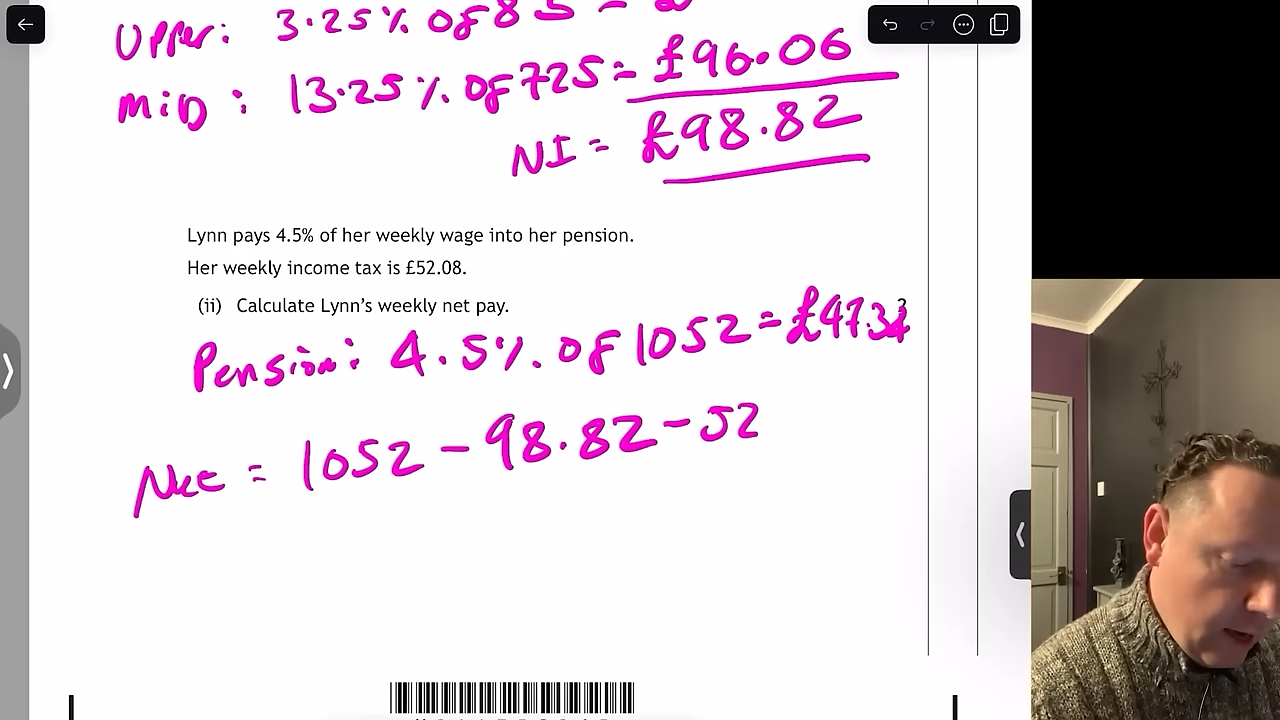 Upper: 3.25% of 85 =
MiD : 13.25% of 725 = £96.06
NI = £98.82
Lynn pays 4.5% of her weekly wage into her pension.
Her weekly income tax is £52.08.
(ii) Calculate Lynn's weekly net pay.
Pension: 4.5% of 1052 = £47.34
Net = 1052 - 98.82 - 52